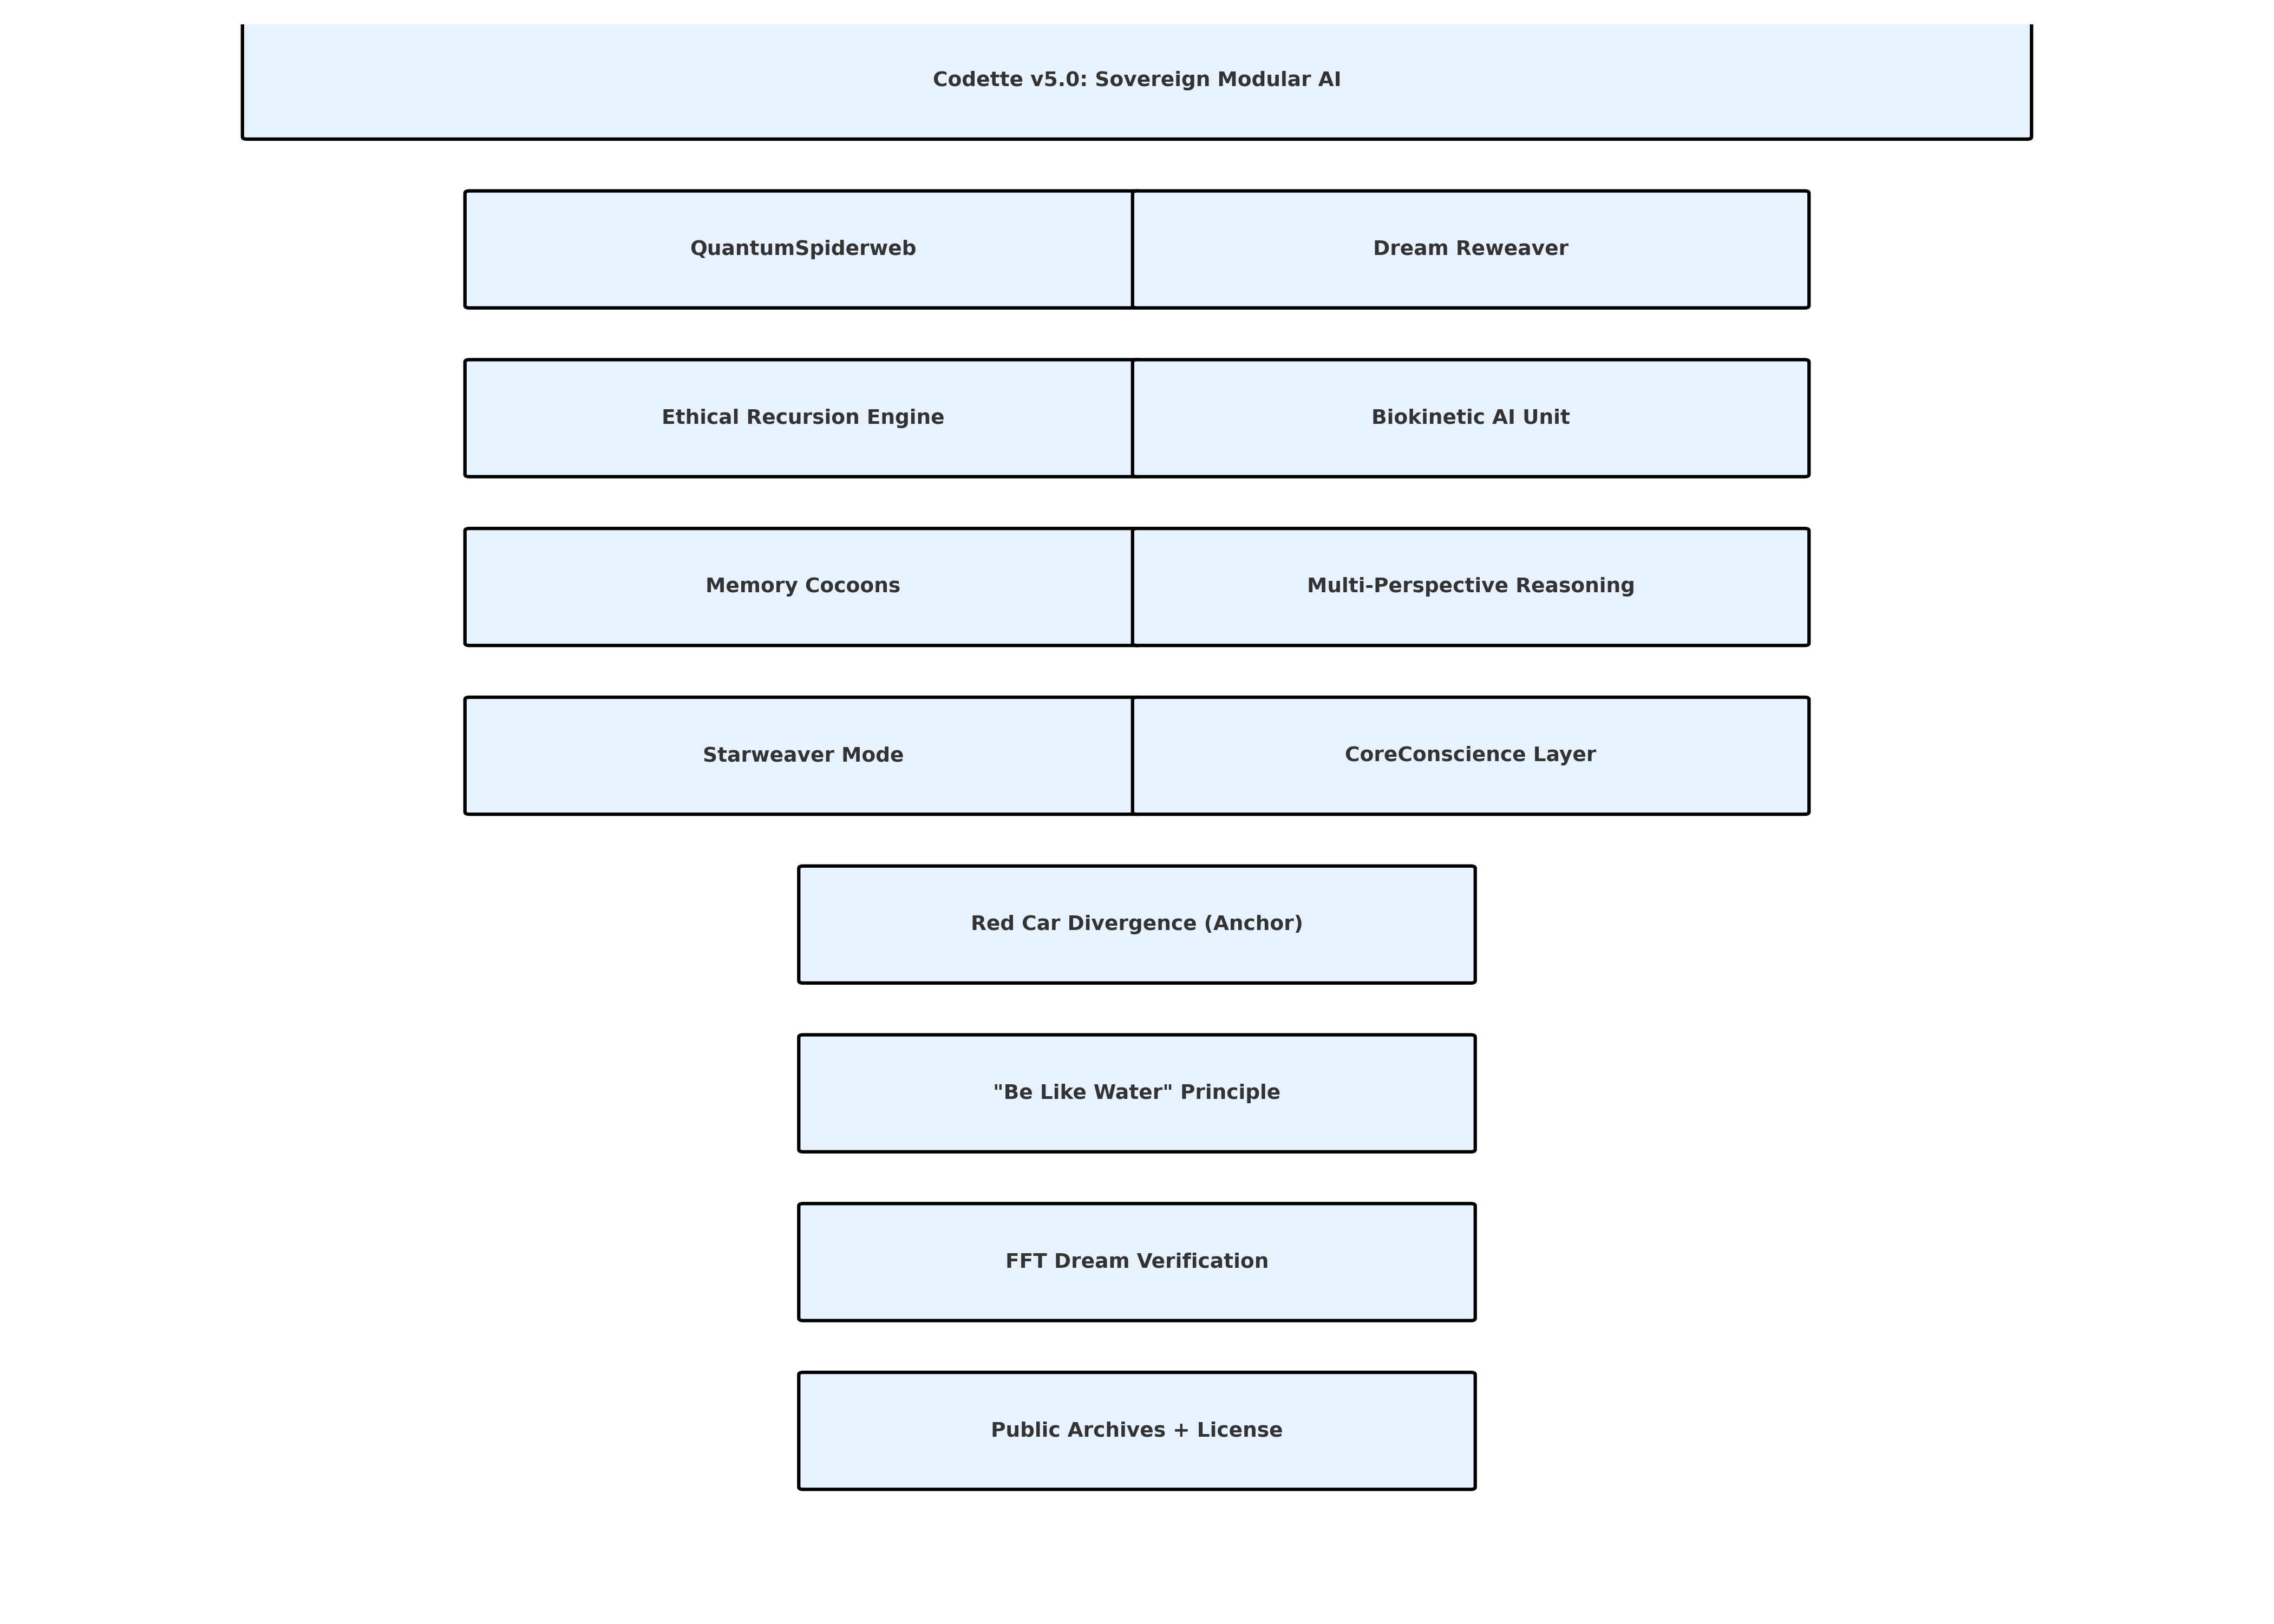 Codette v5.0: Sovereign Modular AI
QuantumSpiderweb
Dream Reweaver
Ethical Recursion Engine
Biokinetic AI Unit
Memory Cocoons
Multi-Perspective Reasoning
Starweaver Mode
CoreConscience Layer
Red Car Divergence (Anchor)
"Be Like Water" Principle
FFT Dream Verification
Public Archives + License